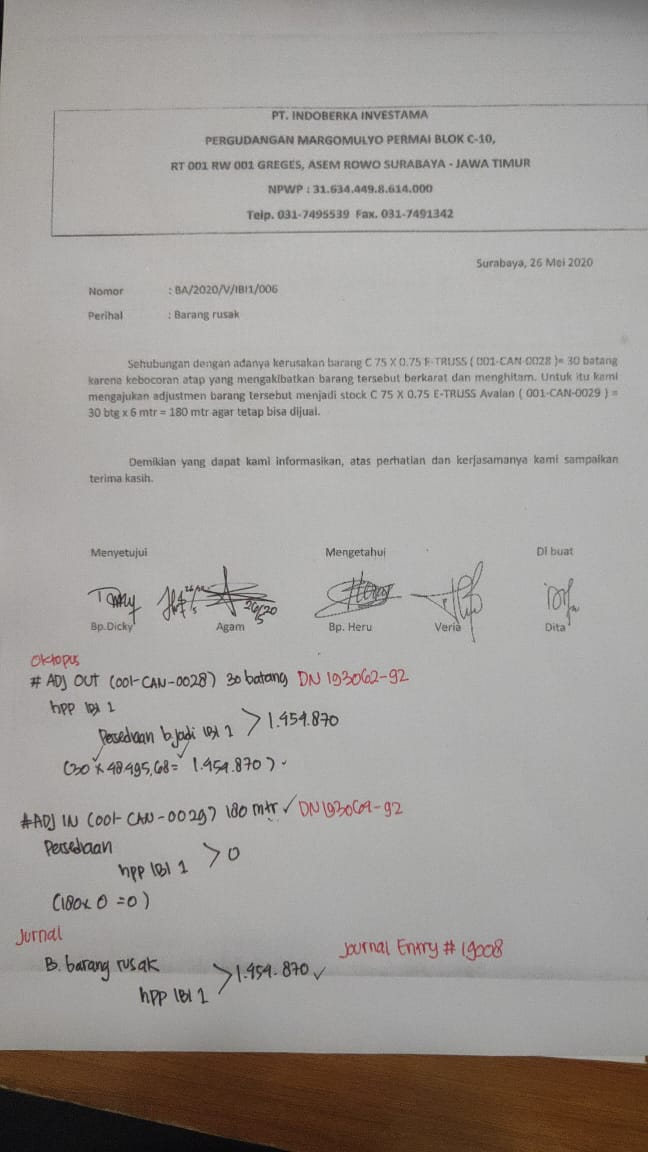 PT. INDOBERKA INVESTAMA
PERGUDANGAN MARGOMULYO PERMAI BLOK C-10,
RT 001 RW 001 GREGES, ASEM ROWO SURABAYA - JAWA TIMUR
NPWP : 31.634.449.8.614.000
Telp. 031-7495539 Fax. 031-7491342
Surabaya, 26 Mei 2020
Nomor : BA/2020/V/IBI1/006
Perihal : Barang rusak
Sehubungan dengan adanya kerusakan barang C 75 X 0.75 E-TRUSS ( 001-CAN-0028 )= 30 batang
karena kebocoran atap yang mengakibatkan barang tersebut berkarat dan menghitam. Untuk itu kami
mengajukan adjustmen barang tersebut menjadi stock C 75 X 0.75 E-TRUSS Avalan ( 001-CAN-0029 ) =
30 btg x 6 mtr = 180 mtr agar tetap bisa dijual.
Demikian yang dapat kami informasikan, atas perhatian dan kerjasamanya kami sampaikan
terima kasih.
Menyetujui Mengetahui Di buat
Bp.Dicky Agam Bp. Heru Veria Dita
Oktopus
# ADJ OUT (001-CAN-0028) 30 batang DN 193062-92
hpp IBI 1
Persediaan b.jadi IBI 1 > 1.454.870
(30 x 48.495,68 = 1.454.870)
#ADJ IN (001-CAN-0029) 180 mtr ✓ DN 193064-92
Persediaan
hpp IBI 1 > 0
(180 x 0 = 0)
Jurnal
B. barang rusak Journal Entry # 19008
hpp IBI 1 > 1.454.870 ✓